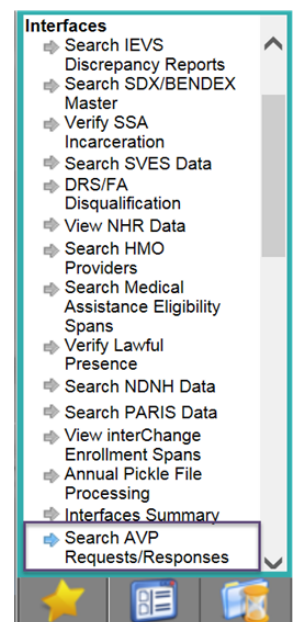 Interfaces
Search IEVS
Discrepancy Reports
Search SDX/BENDEX
Master
Verify SSA
Incarceration
Search SVES Data
DRS/FA
Disqualification
View NHR Data
Search HMO
Providers
Search Medical
Assistance Eligibility
Spans
Verify Lawful
Presence
Search NDNH Data
Search PARIS Data
View interChange
Enrollment Spans
Annual Pickle File
Processing
Interfaces Summary
Search AVP
Requests/Responses